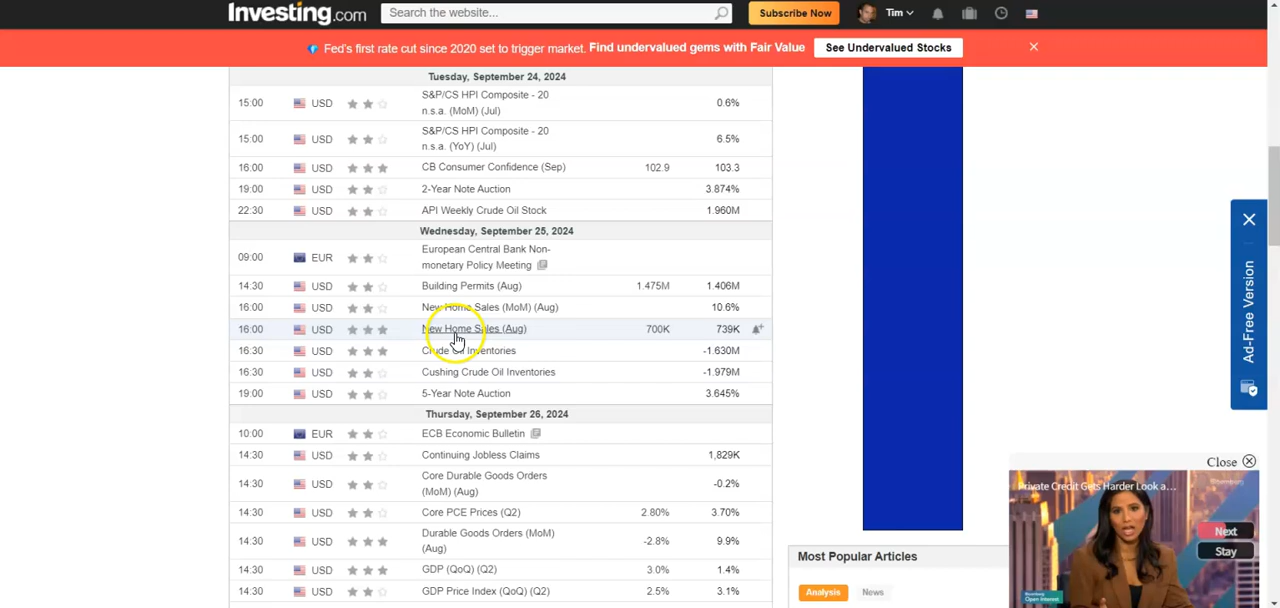 Investing.com
Search the website...
Subscribe Now
Tim
Fed's first rate cut since 2020 set to trigger market. Find undervalued gems with Fair Value
See Undervalued Stocks
Tuesday, September 24, 2024
15:00 USD S&P/CS HPI Composite - 20 0.6%
n.s.a. (MoM) (Jul)
15:00 USD S&P/CS HPI Composite - 20 6.5%
n.s.a. (YoY) (Jul)
16:00 USD CB Consumer Confidence (Sep) 102.9 103.3
19:00 USD 2-Year Note Auction 3.874%
22:30 USD API Weekly Crude Oil Stock 1.960M
Wednesday, September 25, 2024
09:00 EUR European Central Bank Non-
monetary Policy Meeting
14:30 USD Building Permits (Aug) 1.475M 1.406M
16:00 USD New Home Sales (MoM) (Aug) 10.6%
16:00 USD New Home Sales (Aug) 700K 739K
16:30 USD Crude Oil Inventories -1.630M
16:30 USD Cushing Crude Oil Inventories -1.979M
19:00 USD 5-Year Note Auction 3.645%
Thursday, September 26, 2024
10:00 EUR ECB Economic Bulletin
14:30 USD Continuing Jobless Claims 1,829K
14:30 USD Core Durable Goods Orders -0.2%
(MoM) (Aug)
14:30 USD Core PCE Prices (Q2) 2.80% 3.70%
14:30 USD Durable Goods Orders (MoM) -2.8% 9.9%
(Aug)
14:30 USD GDP (QoQ) (Q2) 3.0% 1.4%
14:30 USD GDP Price Index (QoQ) (Q2) 2.5% 3.1%
Ad-Free Version
Close
Private Credit Gets Harder Look a...
Bloomberg
Next
Stay
Bloomberg
Open Interest
Most Popular Articles
Analysis
News